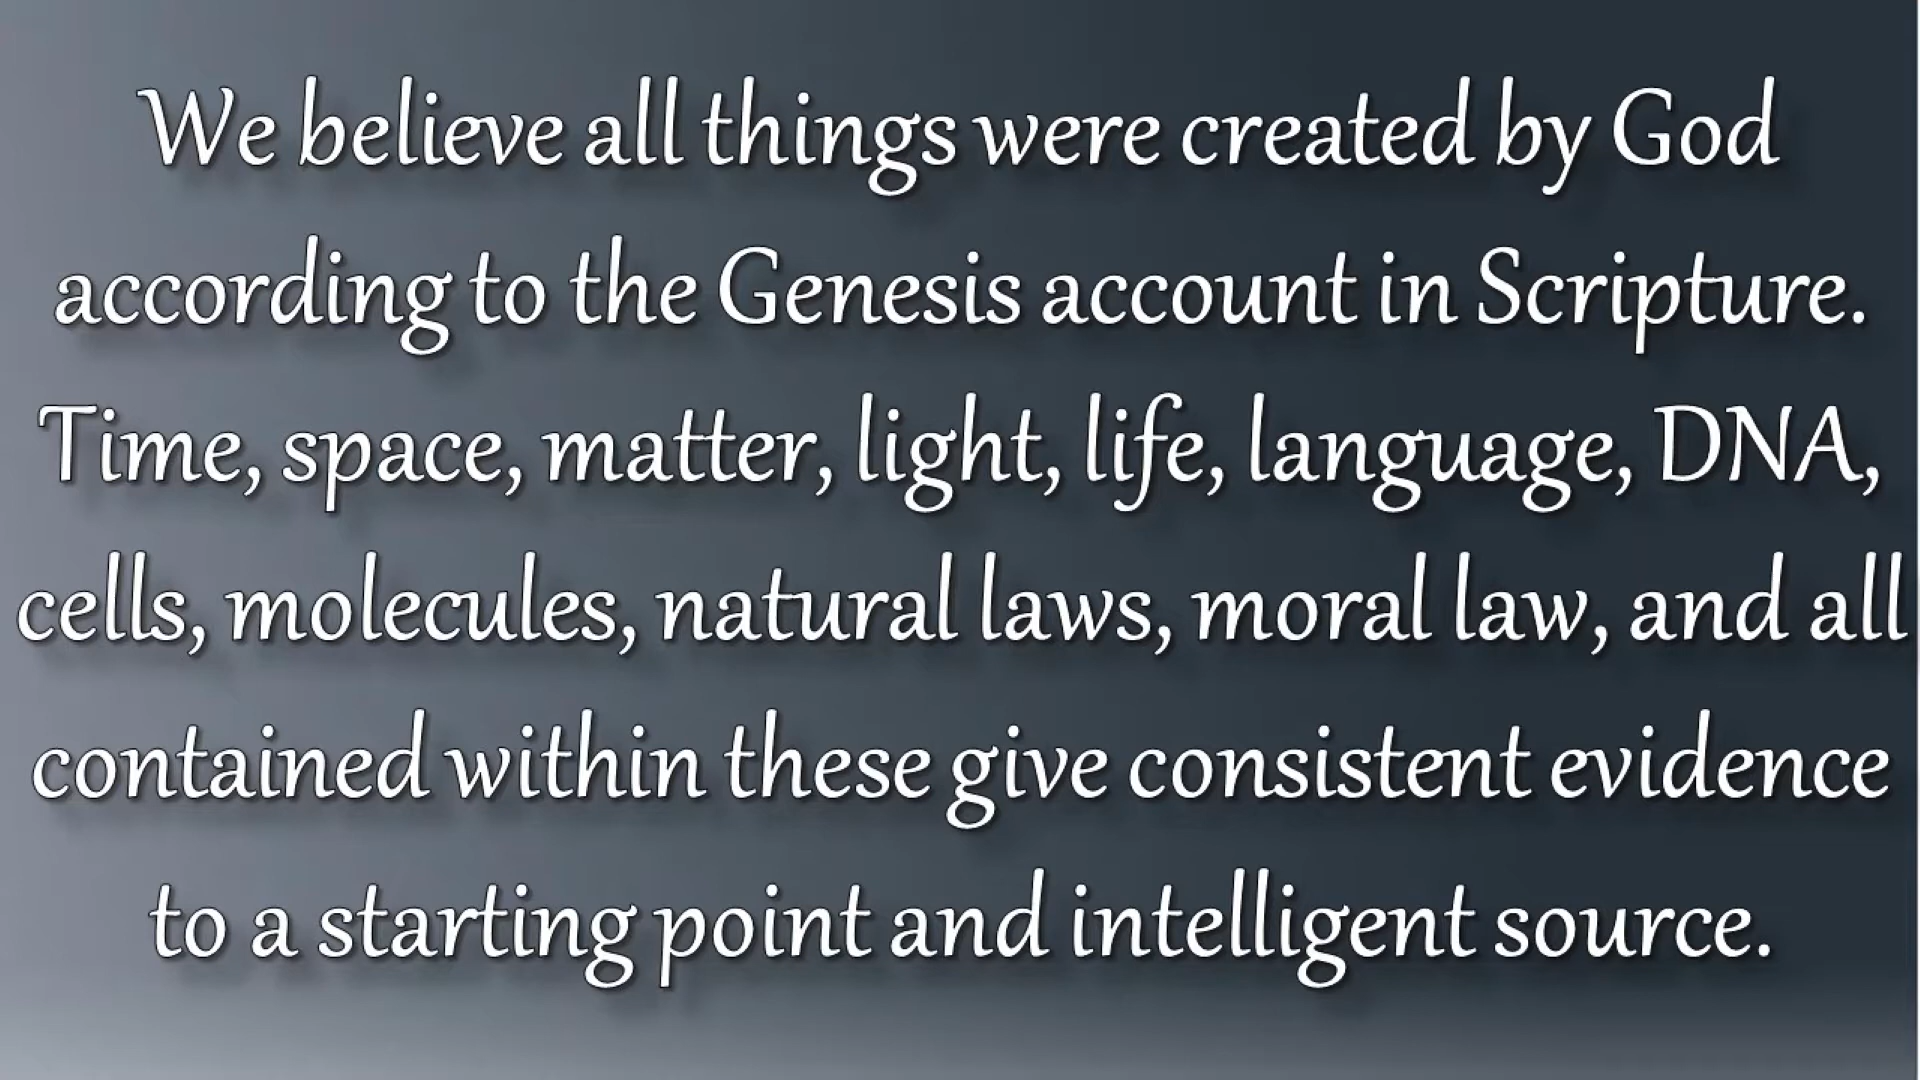 We believe all things were created by God
according to the Genesis account in Scripture.
Time, space, matter, light, life, language, DNA,
cells, molecules, natural laws, moral law, and all
contained within these give consistent evidence
to a starting point and intelligent source.